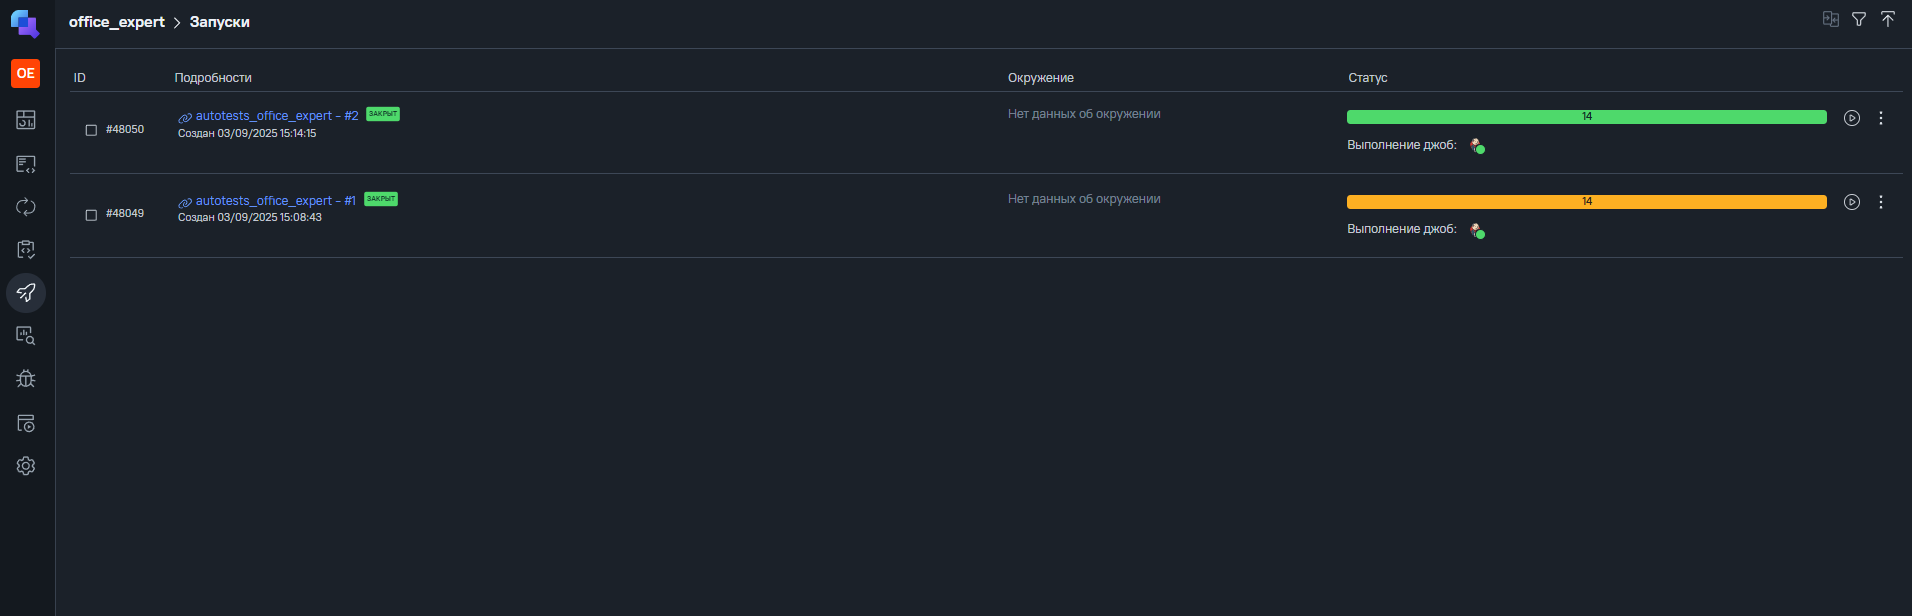 office_expert > Запуски
OE
ID Подробности Окружение Статус
#48050 autotests_office_expert - #2 ЗАКРЫТ Нет данных об окружении 14
Создан 03/09/2025 15:14:15 Выполнение джоб:
#48049 autotests_office_expert - #1 ЗАКРЫТ Нет данных об окружении 14
Создан 03/09/2025 15:08:43 Выполнение джоб: